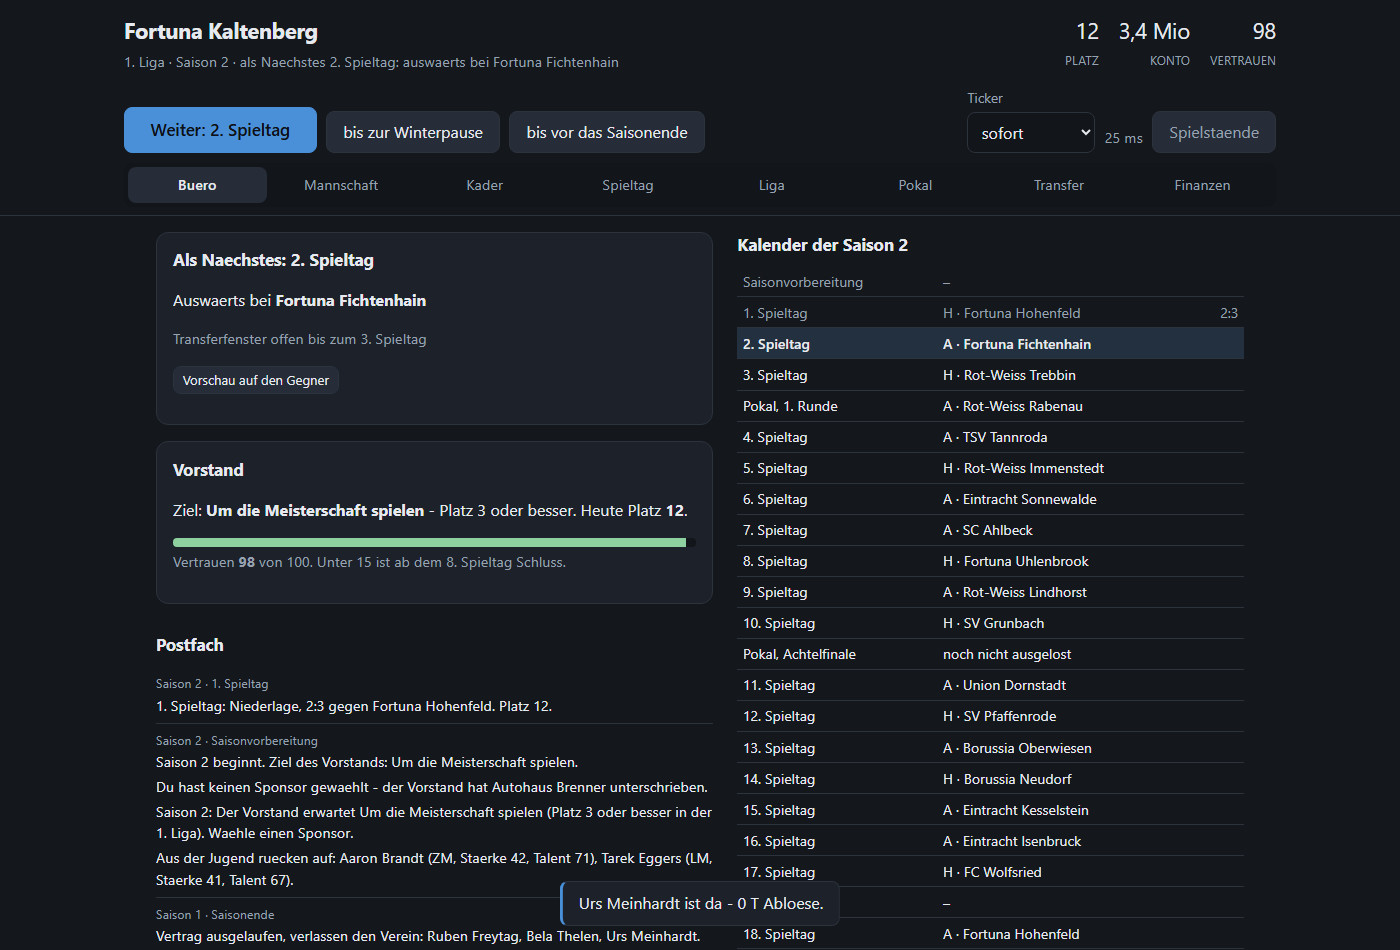 Fortuna Kaltenberg
1. Liga · Saison 2 · als Naechstes 2. Spieltag: auswaerts bei Fortuna Fichtenhain
12
PLATZ
3,4 Mio
KONTO
98
VERTRAUEN
Weiter: 2. Spieltag
bis zur Winterpause
bis vor das Saisonende
Ticker
sofort
25 ms
Spielstaende
Buero
Mannschaft
Kader
Spieltag
Liga
Pokal
Transfer
Finanzen
Als Naechstes: 2. Spieltag
Auswaerts bei Fortuna Fichtenhain
Transferfenster offen bis zum 3. Spieltag
Vorschau auf den Gegner
Vorstand
Ziel: Um die Meisterschaft spielen - Platz 3 oder besser. Heute Platz 12.
Vertrauen 98 von 100. Unter 15 ist ab dem 8. Spieltag Schluss.
Postfach
Saison 2 · 1. Spieltag
1. Spieltag: Niederlage, 2:3 gegen Fortuna Hohenfeld. Platz 12.
Saison 2 · Saisonvorbereitung
Saison 2 beginnt. Ziel des Vorstands: Um die Meisterschaft spielen.
Du hast keinen Sponsor gewaehlt - der Vorstand hat Autohaus Brenner unterschrieben.
Saison 2: Der Vorstand erwartet Um die Meisterschaft spielen (Platz 3 oder besser in der
1. Liga). Waehle einen Sponsor.
Aus der Jugend ruecken auf: Aaron Brandt (ZM, Staerke 42, Talent 71), Tarek Eggers (LM,
Staerke 41, Talent 67).
Saison 1 · Saisonende
Vertrag ausgelaufen, verlassen den Verein: Ruben Freytag, Bela Thelen, Urs Meinhardt.
Kalender der Saison 2
Saisonvorbereitung –
1. Spieltag H · Fortuna Hohenfeld 2:3
2. Spieltag A · Fortuna Fichtenhain
3. Spieltag H · Rot-Weiss Trebbin
Pokal, 1. Runde A · Rot-Weiss Rabenau
4. Spieltag A · TSV Tannroda
5. Spieltag H · Rot-Weiss Immenstedt
6. Spieltag A · Eintracht Sonnewalde
7. Spieltag A · SC Ahlbeck
8. Spieltag H · Fortuna Uhlenbrook
9. Spieltag A · Rot-Weiss Lindhorst
10. Spieltag H · SV Grunbach
Pokal, Achtelfinale noch nicht ausgelost
11. Spieltag A · Union Dornstadt
12. Spieltag H · SV Pfaffenrode
13. Spieltag A · Borussia Oberwiesen
14. Spieltag H · Borussia Neudorf
15. Spieltag A · Eintracht Kesselstein
16. Spieltag A · Eintracht Isenbruck
17. Spieltag H · FC Wolfsried
–
18. Spieltag A · Fortuna Hohenfeld
Urs Meinhardt ist da - 0 T Abloese.